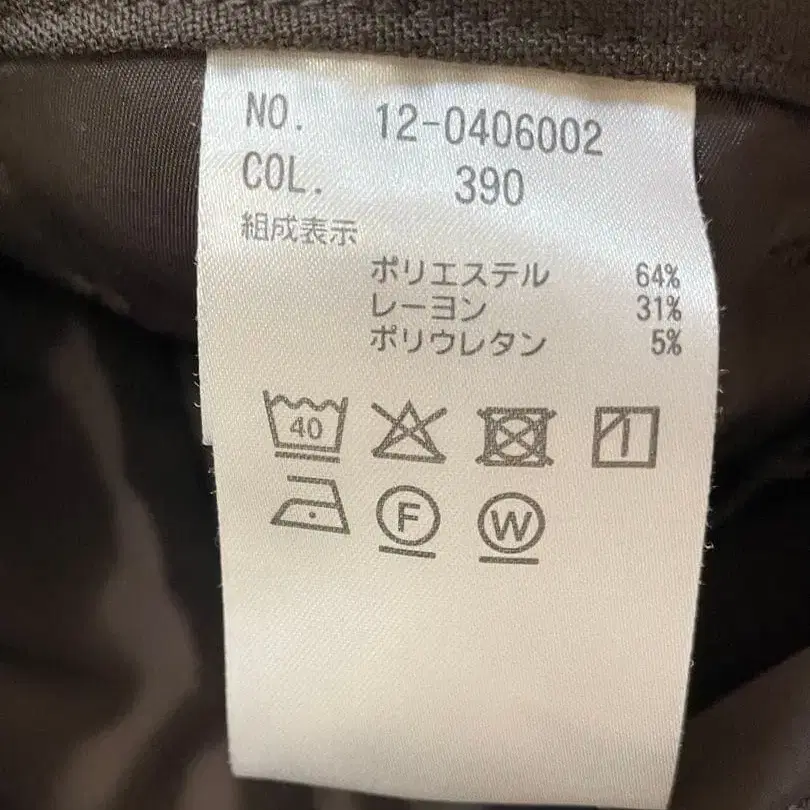 NO. 12-0406002
COL. 390
組成表示
ポリエステル 64%
レーヨン 31%
ポリウレタン 5%
40
F W